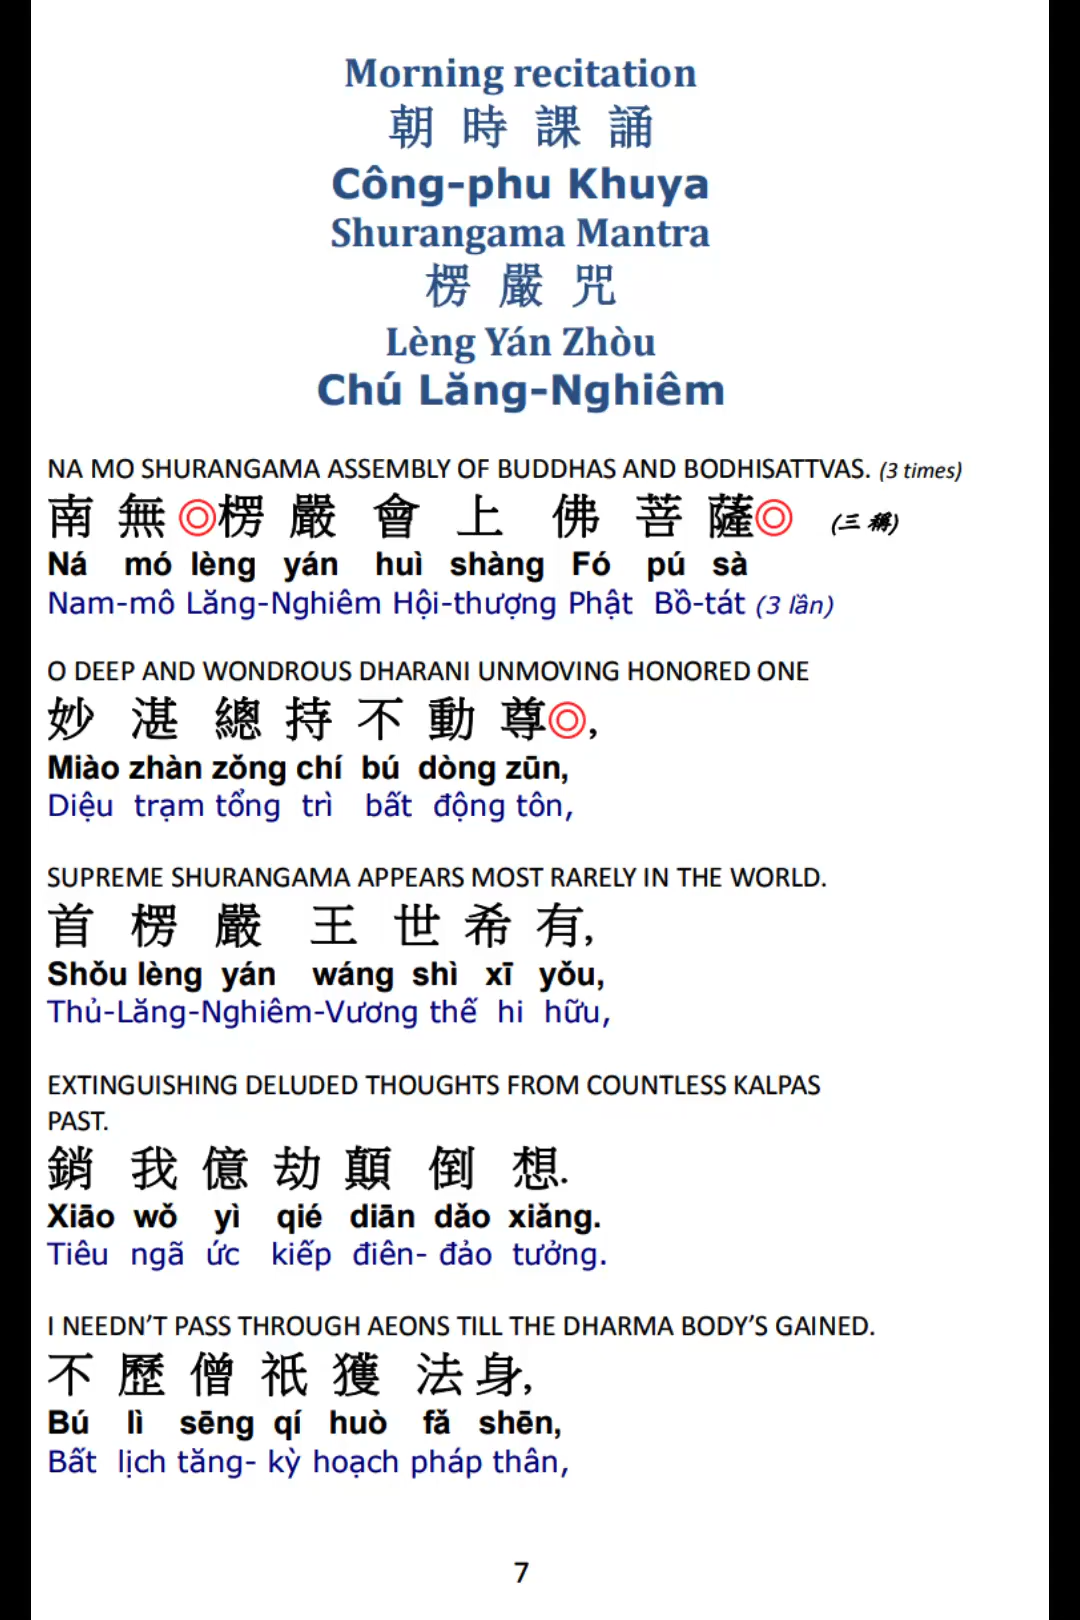 Morning recitation
朝 時 課 誦
Công-phu Khuya
Shurangama Mantra
楞 嚴 咒
Lèng Yán Zhòu
Chú Lăng-Nghiêm
NA MO SHURANGAMA ASSEMBLY OF BUDDHAS AND BODHISATTVAS. (3 times)
南 無 ◎楞 嚴 會 上 佛 菩 薩◎ (三 稱)
Ná mó lèng yán huì shàng Fó pú sà
Nam-mô Lăng-Nghiêm Hội-thượng Phật Bồ-tát (3 lần)
O DEEP AND WONDROUS DHARANI UNMOVING HONORED ONE
妙 湛 總 持 不 動 尊◎,
Miào zhàn zǒng chí bú dòng zūn,
Diệu trạm tổng trì bất động tôn,
SUPREME SHURANGAMA APPEARS MOST RARELY IN THE WORLD.
首 楞 嚴 王 世 希 有,
Shǒu lèng yán wáng shì xī yǒu,
Thủ-Lăng-Nghiêm-Vương thế hi hữu,
EXTINGUISHING DELUDED THOUGHTS FROM COUNTLESS KALPAS
PAST.
銷 我 億 劫 顛 倒 想.
Xiāo wǒ yì qié diān dǎo xiǎng.
Tiêu ngã ức kiếp điên- đảo tưởng.
I NEEDN'T PASS THROUGH AEONS TILL THE DHARMA BODY'S GAINED.
不 歷 僧 祇 獲 法 身,
Bú lì sēng qí huò fǎ shēn,
Bất lịch tăng- kỳ hoạch pháp thân,
7